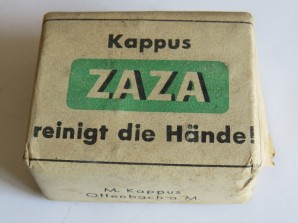 Kappus
ZAZA
reinigt die Hände!
M. Kappus
Offenbach a. M